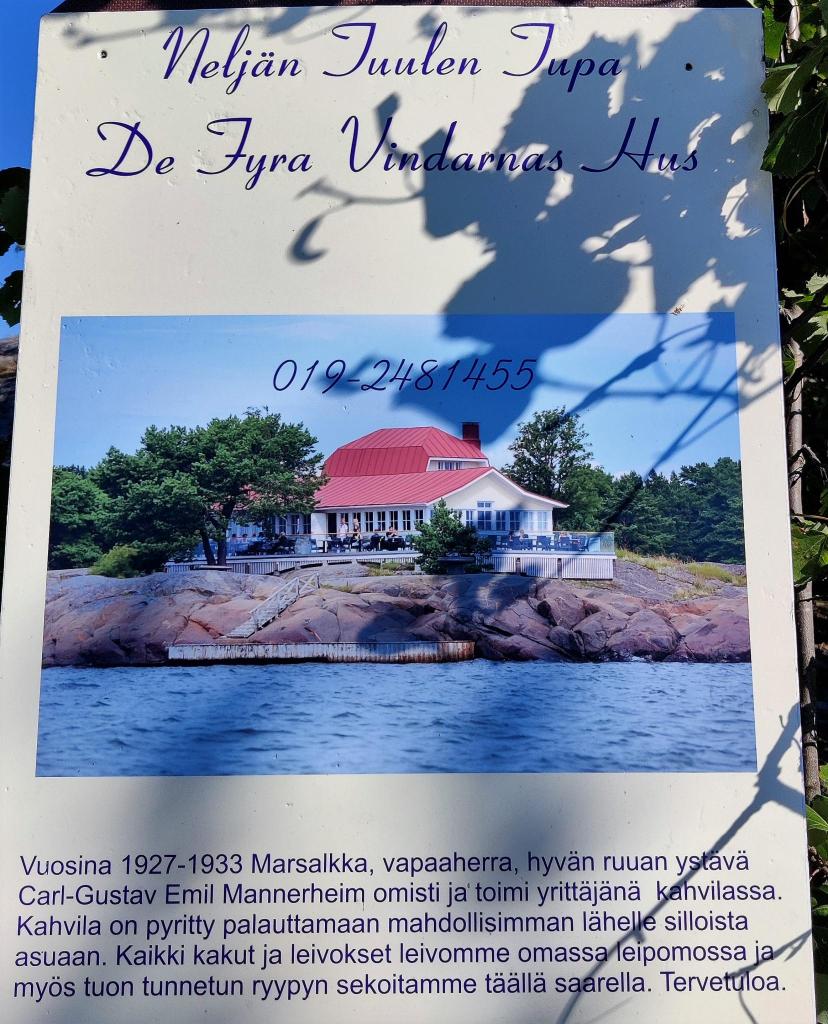 Neljän Tuulen Tupa
De Fyra Vindarnas Hus
019-2481455
Vuosina 1927-1933 Marsalkka, vapaaherra, hyvän ruuan ystävä
Carl-Gustav Emil Mannerheim omisti ja toimi yrittäjänä kahvilassa.
Kahvila on pyritty palauttamaan mahdollisimman lähelle silloista
asuaan. Kaikki kakut ja leivokset leivomme omassa leipomossa ja
myös tuon tunnetun ryypyn sekoitamme täällä saarella. Tervetuloa.